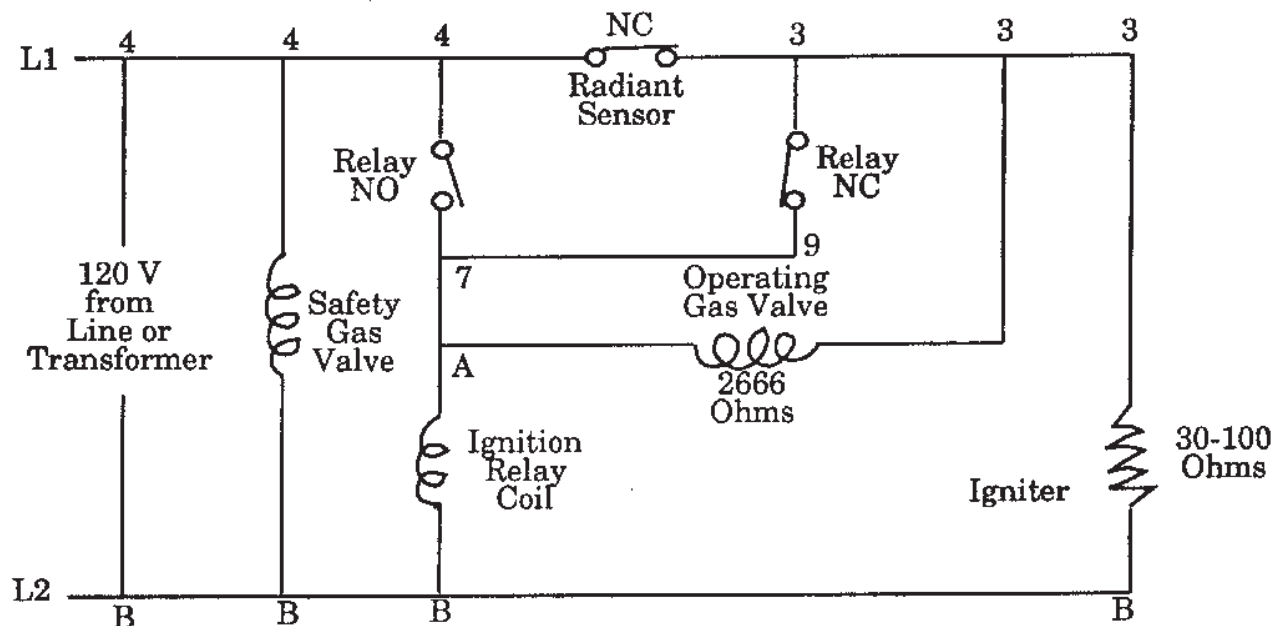 4
4
4
NC
3
3
3
L1
Radiant
Sensor
Relay
NO
Relay
NC
9
7
120 V
from
Line or
Transformer
Safety
Gas
Valve
Operating
Gas Valve
A
2666
Ohms
Ignition
Relay
Coil
Igniter
30-100
Ohms
L2
B
B
B
B